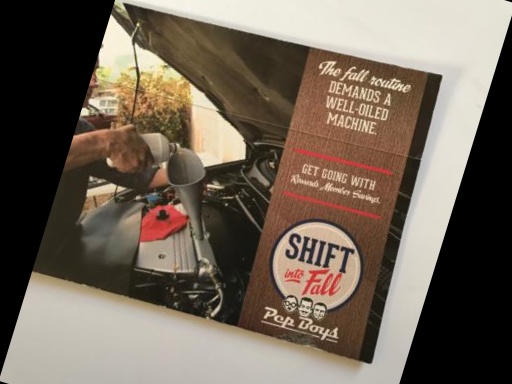 The fall routine
DEMANDS A
WELL-OILED
MACHINE.
GET GOING WITH
Rewards Member Savings.
SHIFT
into Fall
Pep Boys